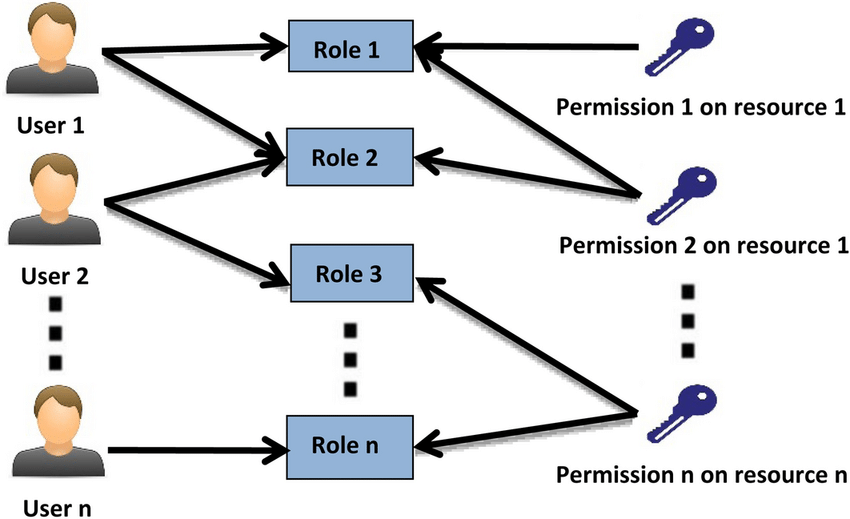 Role 1
Permission 1 on resource 1
User 1
Role 2
Permission 2 on resource 1
User 2
Role 3
Role n
Permission n on resource n
User n